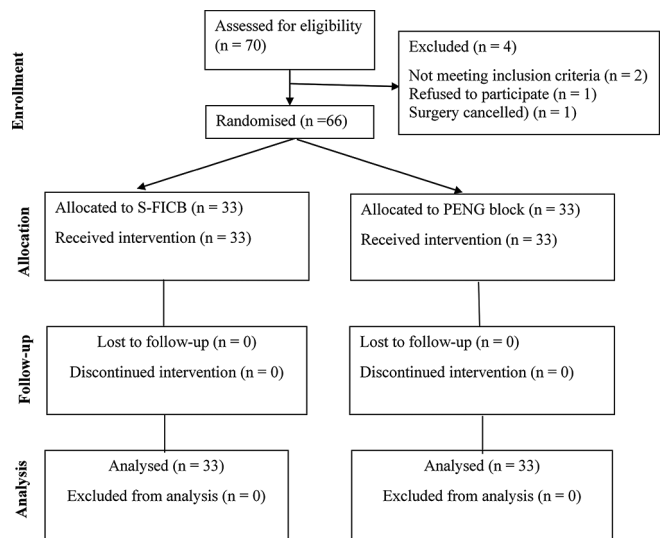 Enrollment
Assessed for eligibility
(n = 70)
Excluded (n = 4)
Not meeting inclusion criteria (n = 2)
Refused to participate (n = 1)
Surgery cancelled) (n = 1)
Randomised (n =66)
Allocation
Allocated to S-FICB (n = 33)
Received intervention (n = 33)
Allocated to PENG block (n = 33)
Received intervention (n = 33)
Follow-up
Lost to follow-up (n = 0)
Discontinued intervention (n = 0)
Lost to follow-up (n = 0)
Discontinued intervention (n = 0)
Analysis
Analysed (n = 33)
Excluded from analysis (n = 0)
Analysed (n = 33)
Excluded from analysis (n = 0)